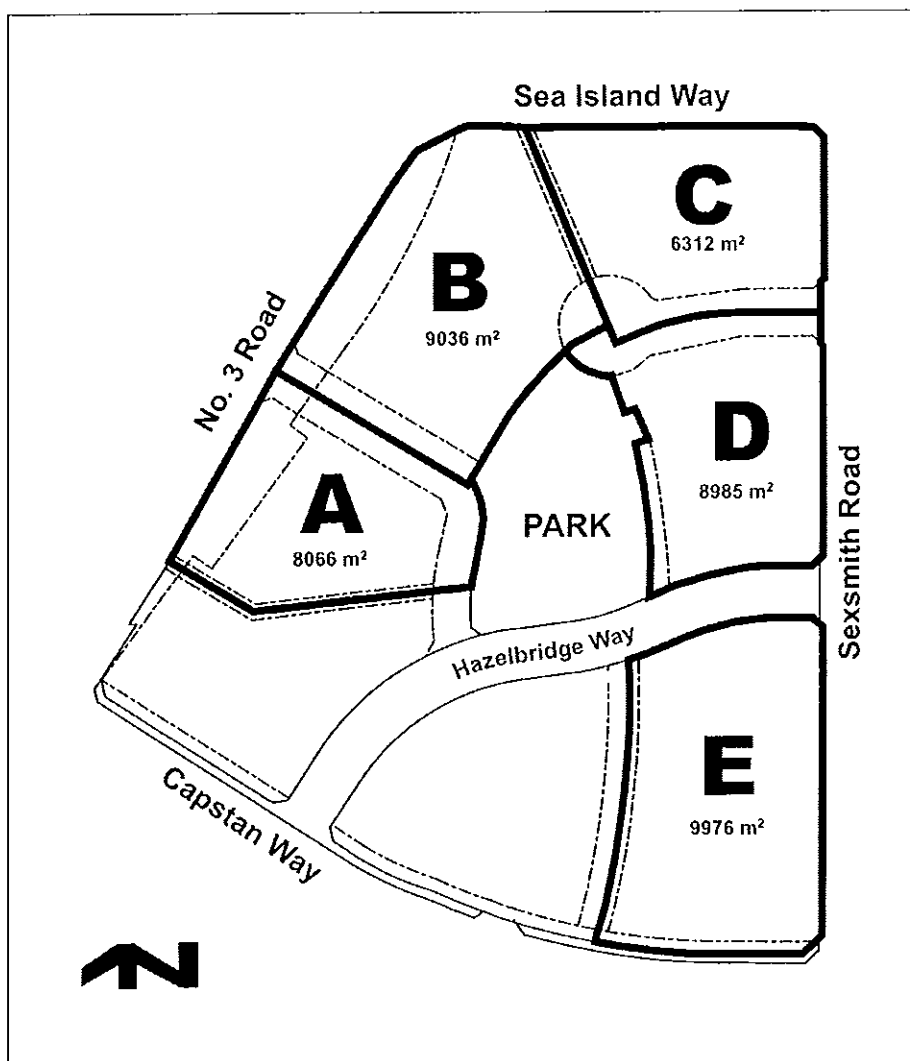 Sea Island Way
C
6312 m²
B
9036 m²
No. 3 Road
D
8985 m²
A
8066 m²
PARK
Sexsmith Road
Hazelbridge Way
E
9976 m²
Capstan Way
N